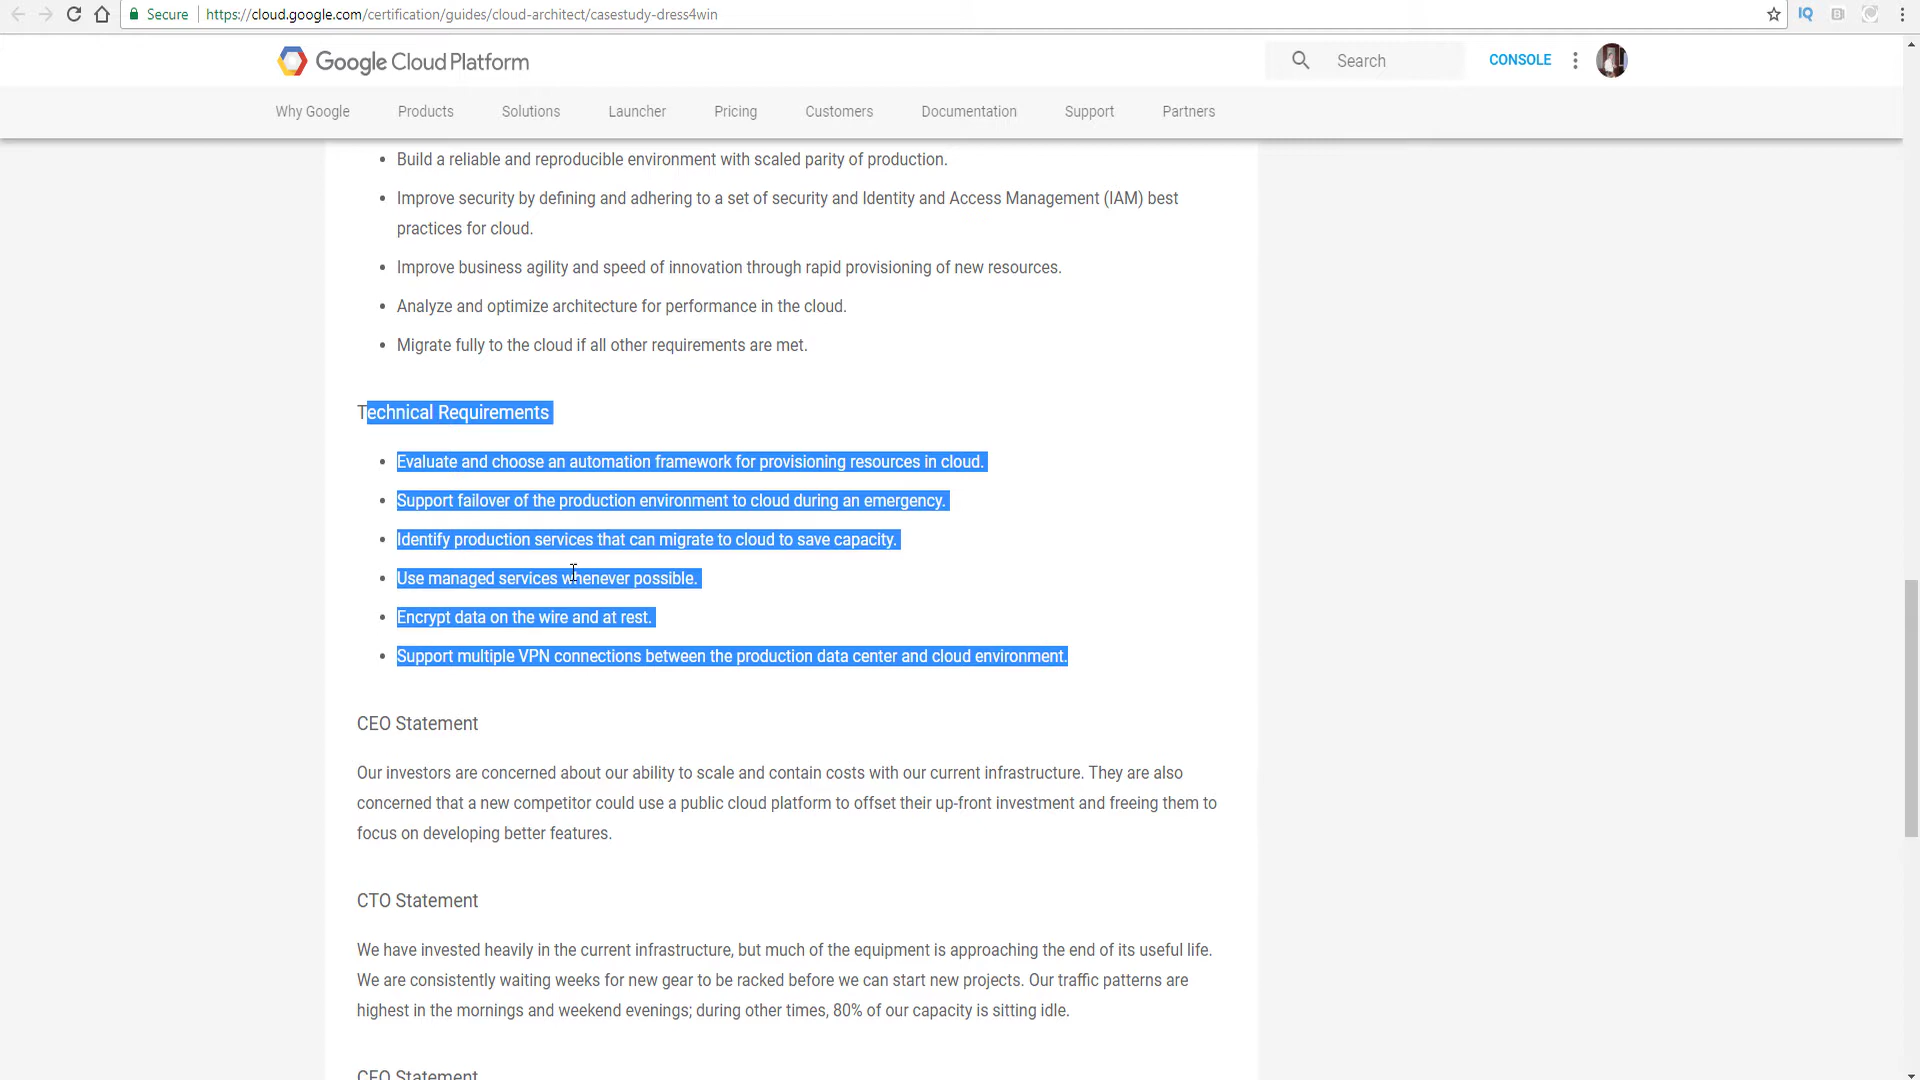 Secure https://cloud.google.com/certification/guides/cloud-architect/casestudy-dress4win IQ
Google Cloud Platform Search CONSOLE
Why Google Products Solutions Launcher Pricing Customers Documentation Support Partners
• Build a reliable and reproducible environment with scaled parity of production.
• Improve security by defining and adhering to a set of security and Identity and Access Management (IAM) best
practices for cloud.
• Improve business agility and speed of innovation through rapid provisioning of new resources.
• Analyze and optimize architecture for performance in the cloud.
• Migrate fully to the cloud if all other requirements are met.
Technical Requirements
• Evaluate and choose an automation framework for provisioning resources in cloud.
• Support failover of the production environment to cloud during an emergency.
• Identify production services that can migrate to cloud to save capacity.
• Use managed services whenever possible.
• Encrypt data on the wire and at rest.
• Support multiple VPN connections between the production data center and cloud environment.
CEO Statement
Our investors are concerned about our ability to scale and contain costs with our current infrastructure. They are also
concerned that a new competitor could use a public cloud platform to offset their up-front investment and freeing them to
focus on developing better features.
CTO Statement
We have invested heavily in the current infrastructure, but much of the equipment is approaching the end of its useful life.
We are consistently waiting weeks for new gear to be racked before we can start new projects. Our traffic patterns are
highest in the mornings and weekend evenings; during other times, 80% of our capacity is sitting idle.
Statement